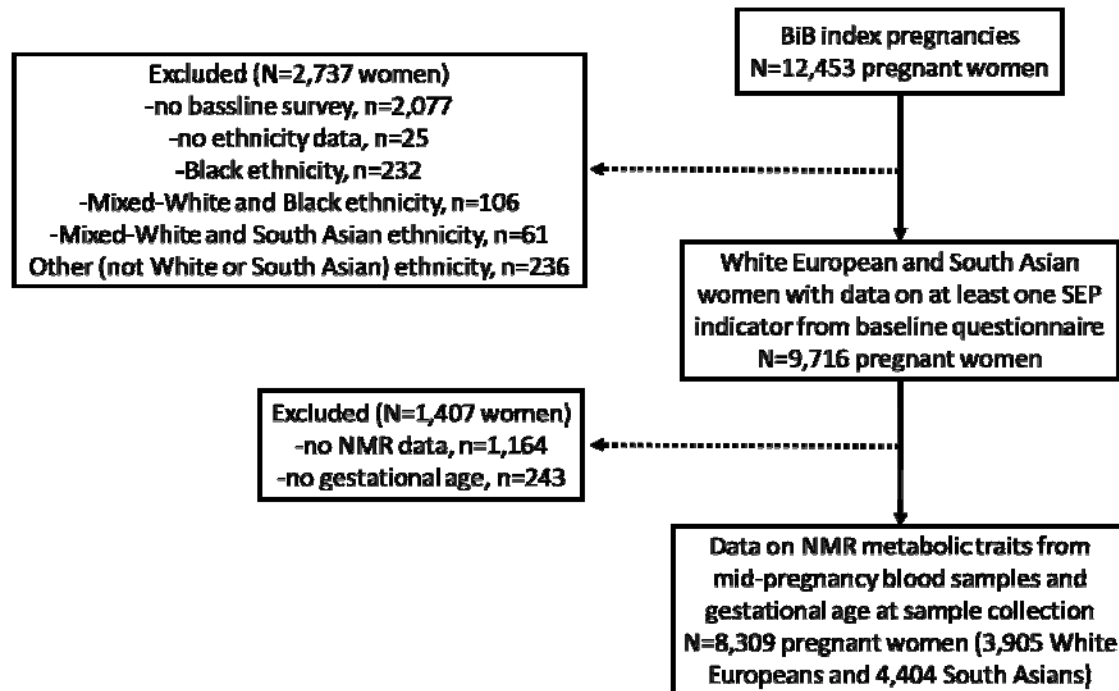 BiB index pregnancies
N=12,453 pregnant women
Excluded (N=2,737 women)
-no bassline survey, n=2,077
-no ethnicity data, n=25
-Black ethnicity, n=232
-Mixed-White and Black ethnicity, n=106
-Mixed-White and South Asian ethnicity, n=61
Other (not White or South Asian) ethnicity, n=236
White European and South Asian
women with data on at least one SEP
indicator from baseline questionnaire
N=9,716 pregnant women
Excluded (N=1,407 women)
-no NMR data, n=1,164
-no gestational age, n=243
Data on NMR metabolic traits from
mid-pregnancy blood samples and
gestational age at sample collection
N=8,309 pregnant women (3,905 White
Europeans and 4,404 South Asians)